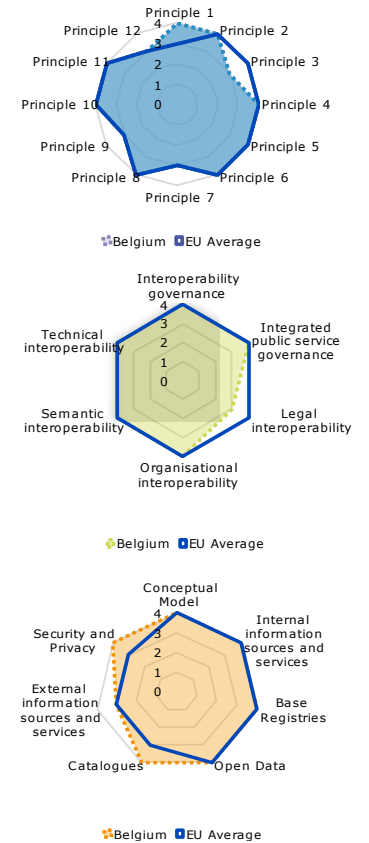 Principle 1
Principle 12
Principle 2
Principle 11
Principle 3
Principle 10
Principle 4
Principle 9
Principle 5
Principle 8
Principle 6
Principle 7
4
3
2
1
0
Belgium EU Average
Interoperability
governance
Technical
interoperability
Integrated
public service
governance
4
3
2
1
0
Semantic
interoperability
Legal
interoperability
Organisational
interoperability
Belgium EU Average
Conceptual
Model
Security and
Privacy
Internal
information
sources and
services
4
3
2
1
0
External
information
sources and
services
Base
Registries
Catalogues
Open Data
Belgium EU Average